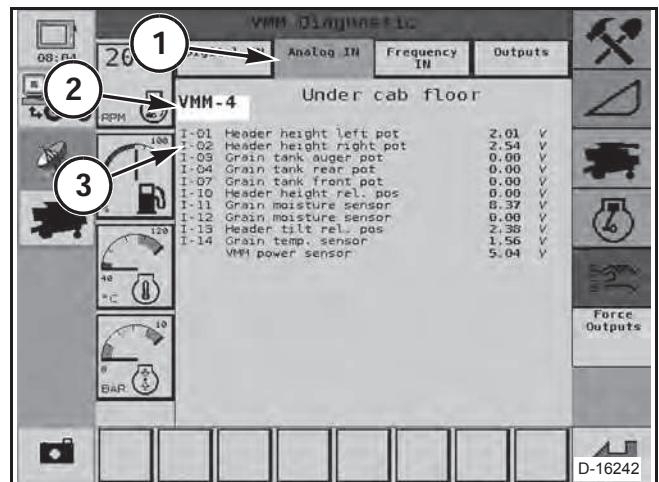 VMM Diagnostic
08:04
20
1
Digital IN
Analog IN
Frequency IN
Outputs
2
RPM
VMM-4
Under cab floor
3
I-01 Header height left pot 2.01 V
I-02 Header height right pot 2.54 V
I-03 Grain tank auger pot 0.00 V
I-04 Grain tank rear pot 0.00 V
I-07 Grain tank front pot 0.00 V
I-10 Header height rel. pos 0.00 V
I-11 Grain moisture sensor 8.37 V
I-12 Grain moisture sensor 0.00 V
I-13 Header tilt rel. pos 2.38 V
I-14 Grain temp. sensor 1.56 V
VMM power sensor 5.04 V
100
120
40
°C
10
0
BAR
Force
Outputs
D-16242